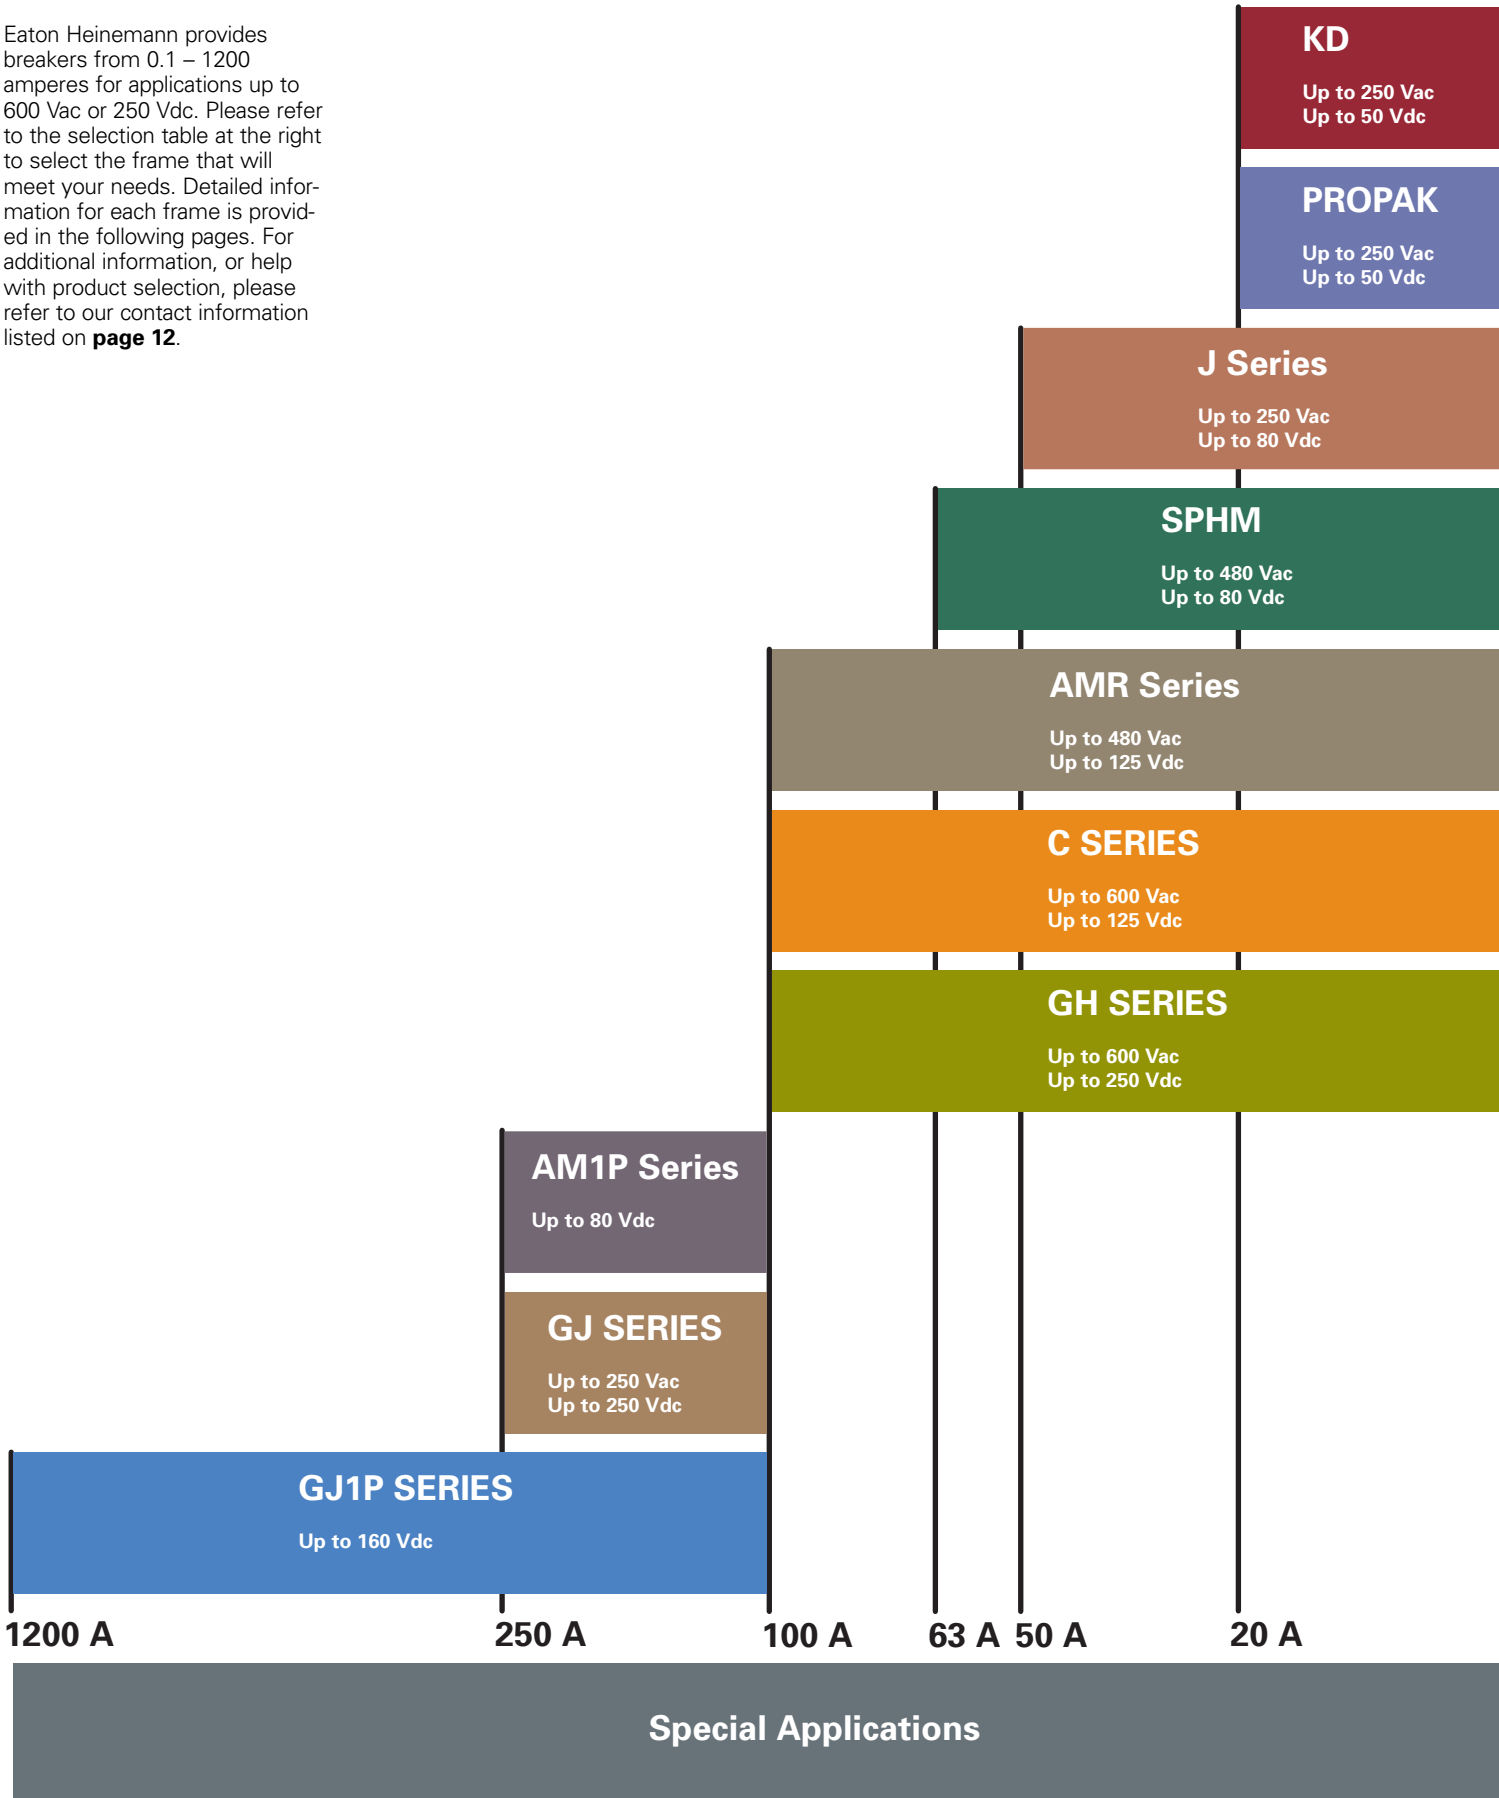 Eaton Heinemann provides
breakers from 0.1 – 1200
amperes for applications up to
600 Vac or 250 Vdc. Please refer
to the selection table at the right
to select the frame that will
meet your needs. Detailed infor-
mation for each frame is provid-
ed in the following pages. For
additional information, or help
with product selection, please
refer to our contact information
listed on page 12.
KD
Up to 250 Vac
Up to 50 Vdc
PROPAK
Up to 250 Vac
Up to 50 Vdc
J Series
Up to 250 Vac
Up to 80 Vdc
SPHM
Up to 480 Vac
Up to 80 Vdc
AMR Series
Up to 480 Vac
Up to 125 Vdc
C SERIES
Up to 600 Vac
Up to 125 Vdc
GH SERIES
Up to 600 Vac
Up to 250 Vdc
AM1P Series
Up to 80 Vdc
GJ SERIES
Up to 250 Vac
Up to 250 Vdc
GJ1P SERIES
Up to 160 Vdc
1200 A 250 A 100 A 63 A 50 A 20 A
Special Applications